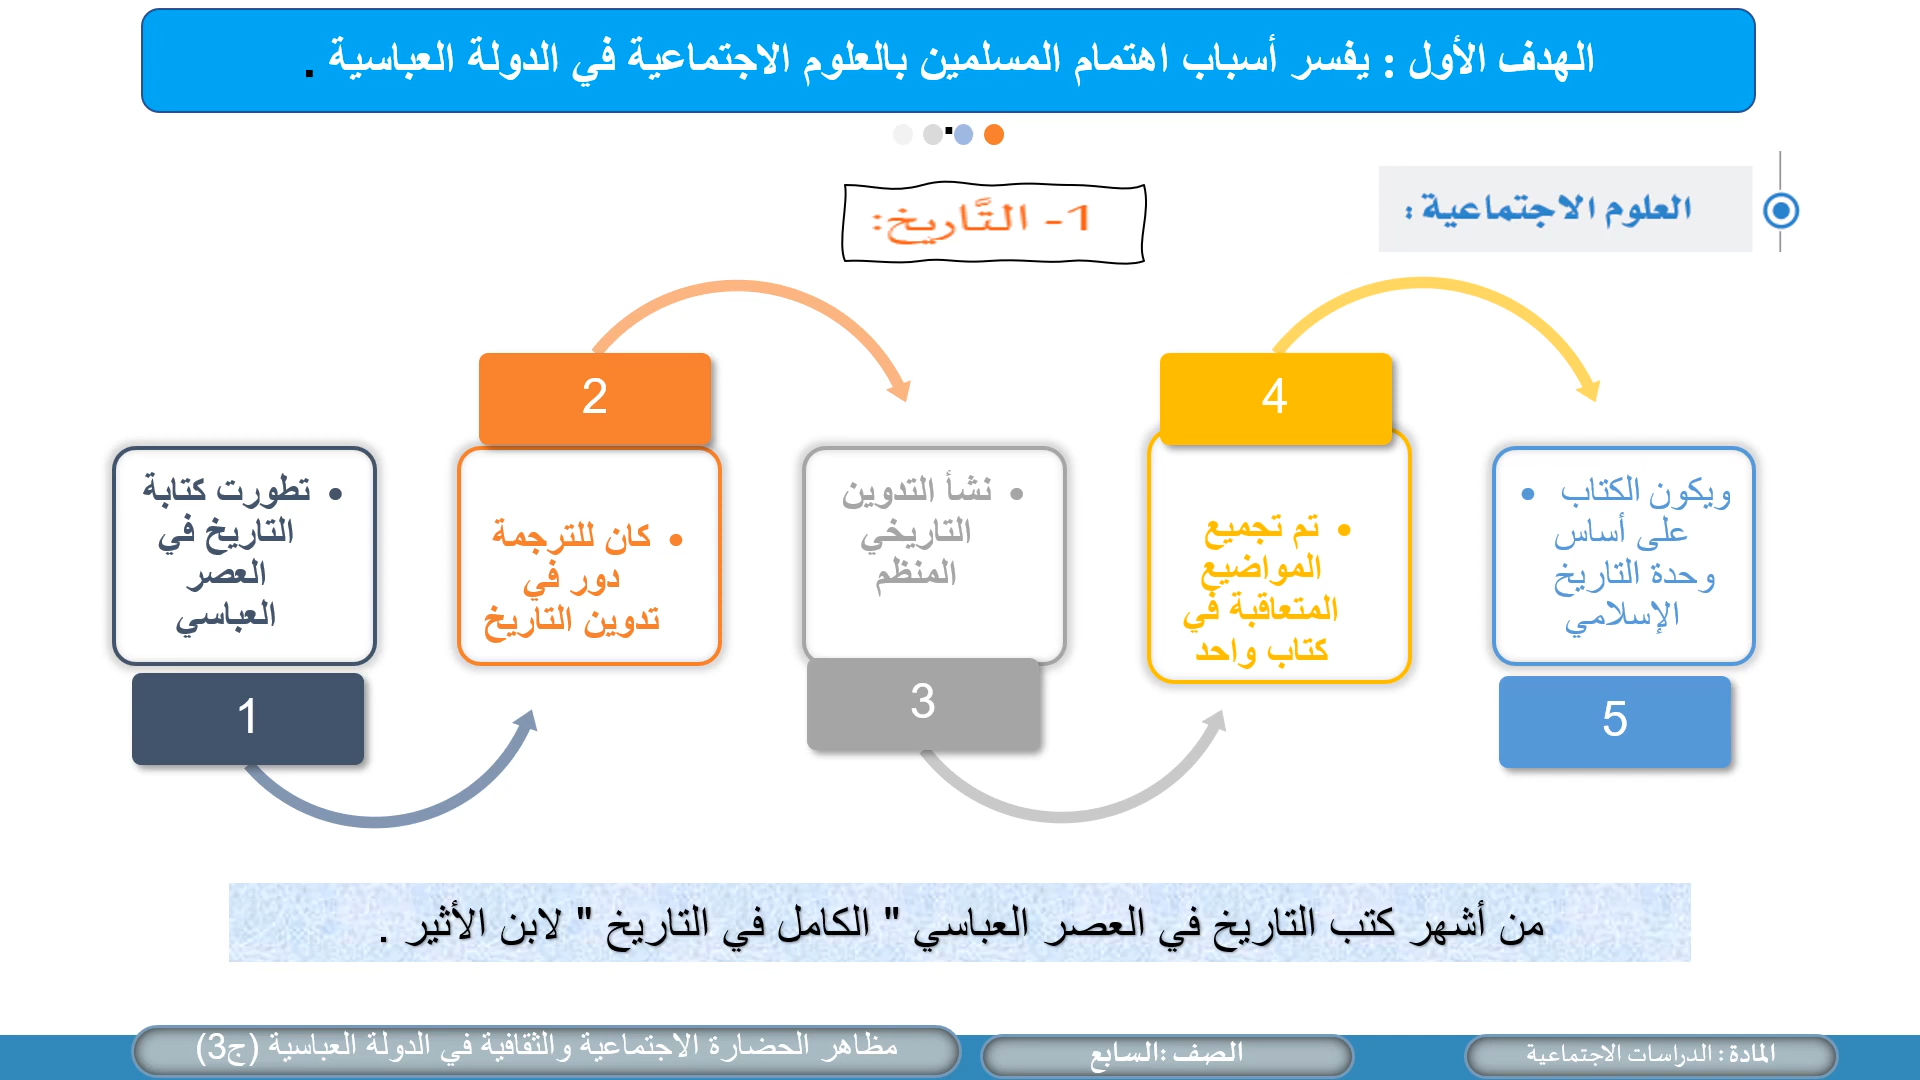 الهدف الأول : يفسر أسباب اهتمام المسلمين بالعلوم الاجتماعية في الدولة العباسية .
العلوم الاجتماعية :
1- التَّاريخ:
• تطورت كتابة
التاريخ في
العصر
العباسي
1
2
• كان للترجمة
دور في
تدوين التاريخ
• نشأ التدوين
التاريخي
المنظم
3
4
• تم تجميع
المواضيع
المتعاقبة في
كتاب واحد
ويكون الكتاب •
على أساس
وحدة التاريخ
الإسلامي
5
من أشهر كتب التاريخ في العصر العباسي " الكامل في التاريخ " لابن الأثير .
المادة : الدراسات الاجتماعية
الصف :السابع
مظاهر الحضارة الاجتماعية والثقافية في الدولة العباسية (ج3)